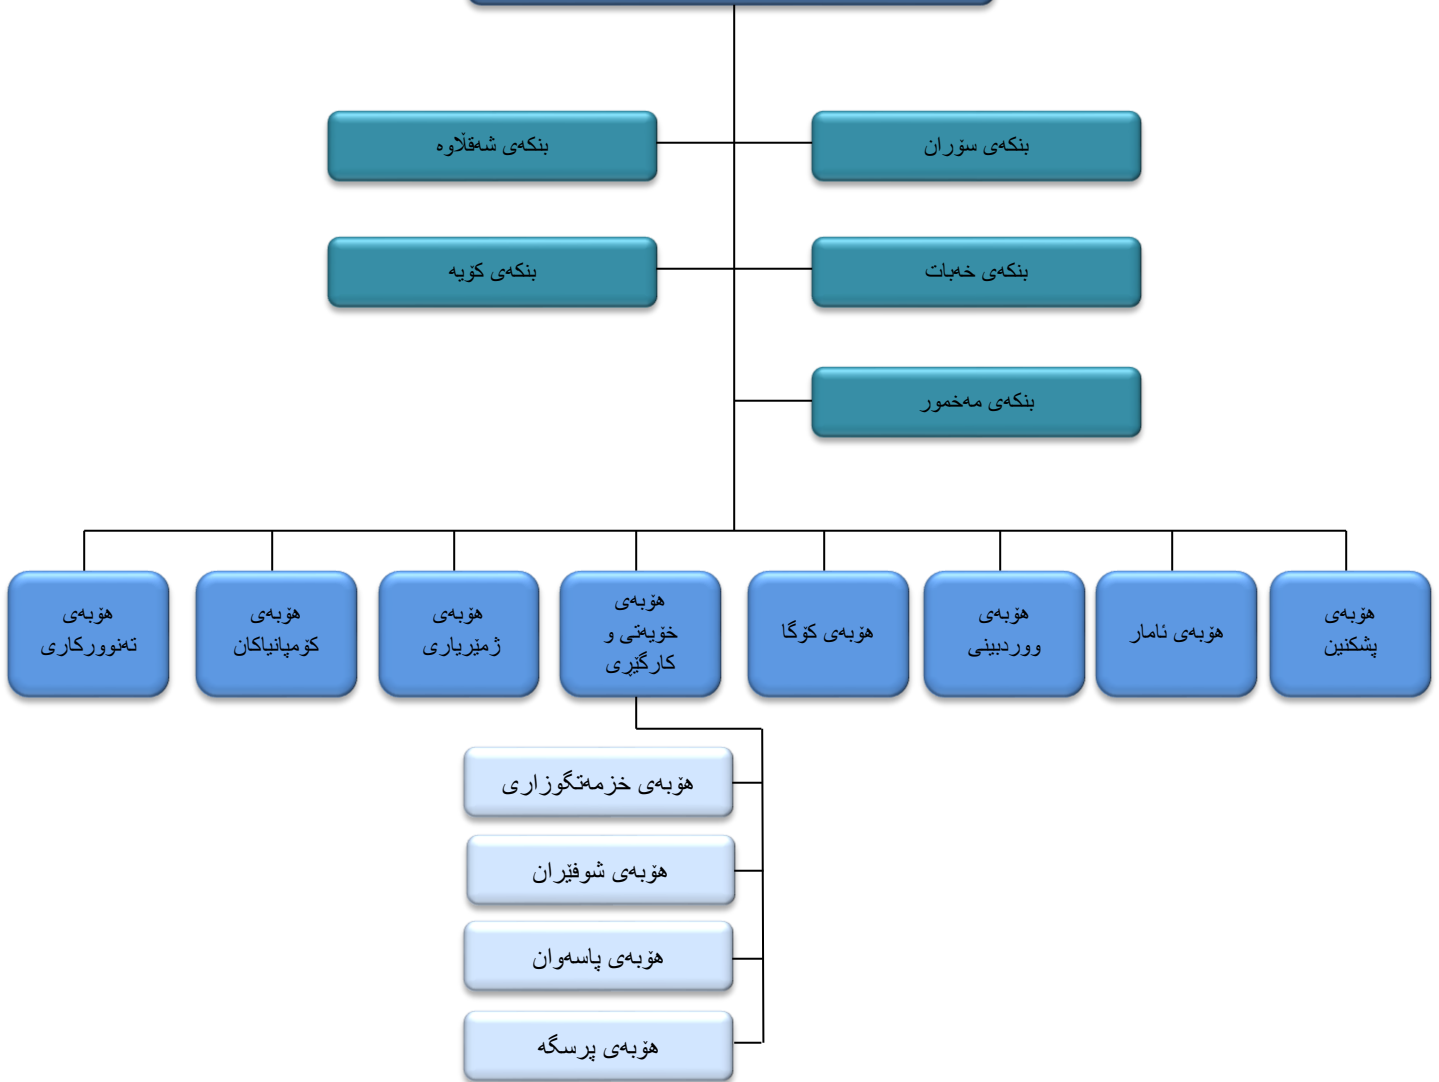 بنکەی سۆران
بنکەی شەقڵاوە
بنکەی خەبات
بنکەی کۆیە
بنکەی مەخمور
هۆبەی
پشکنین
هۆبەی ئامار
هۆبەی
ووردبینی
هۆبەی کۆگا
هۆبەی
خۆیەتی و
کارگێڕی
هۆبەی
ژمێریاری
هۆبەی
کۆمپانیاکان
هۆبەی
تەنوورکاری
هۆبەی خزمەتگوزاری
هۆبەی شوفێران
هۆبەی پاسەوان
هۆبەی پرسگە